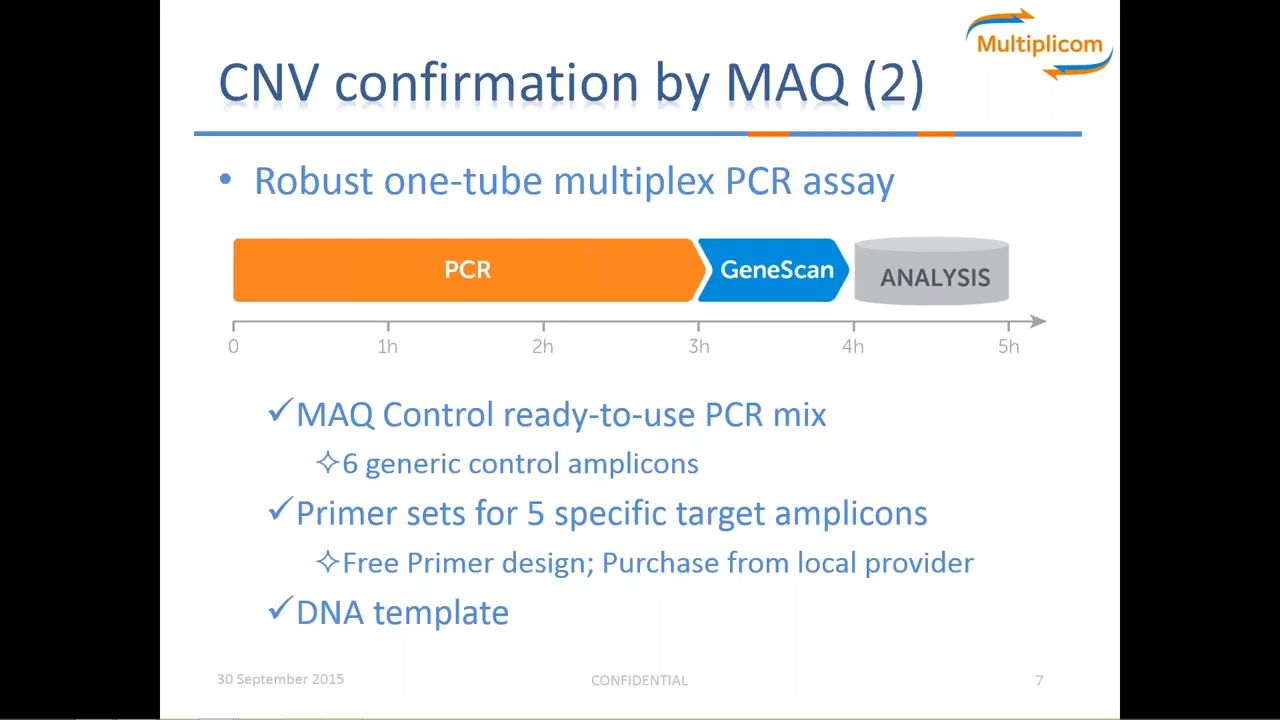 Multiplicom
CNV confirmation by MAQ (2)
• Robust one-tube multiplex PCR assay
PCR
GeneScan
ANALYSIS
0 1h 2h 3h 4h 5h
✓MAQ Control ready-to-use PCR mix
✧6 generic control amplicons
✓Primer sets for 5 specific target amplicons
✧Free Primer design; Purchase from local provider
✓DNA template
30 September 2015
CONFIDENTIAL
7